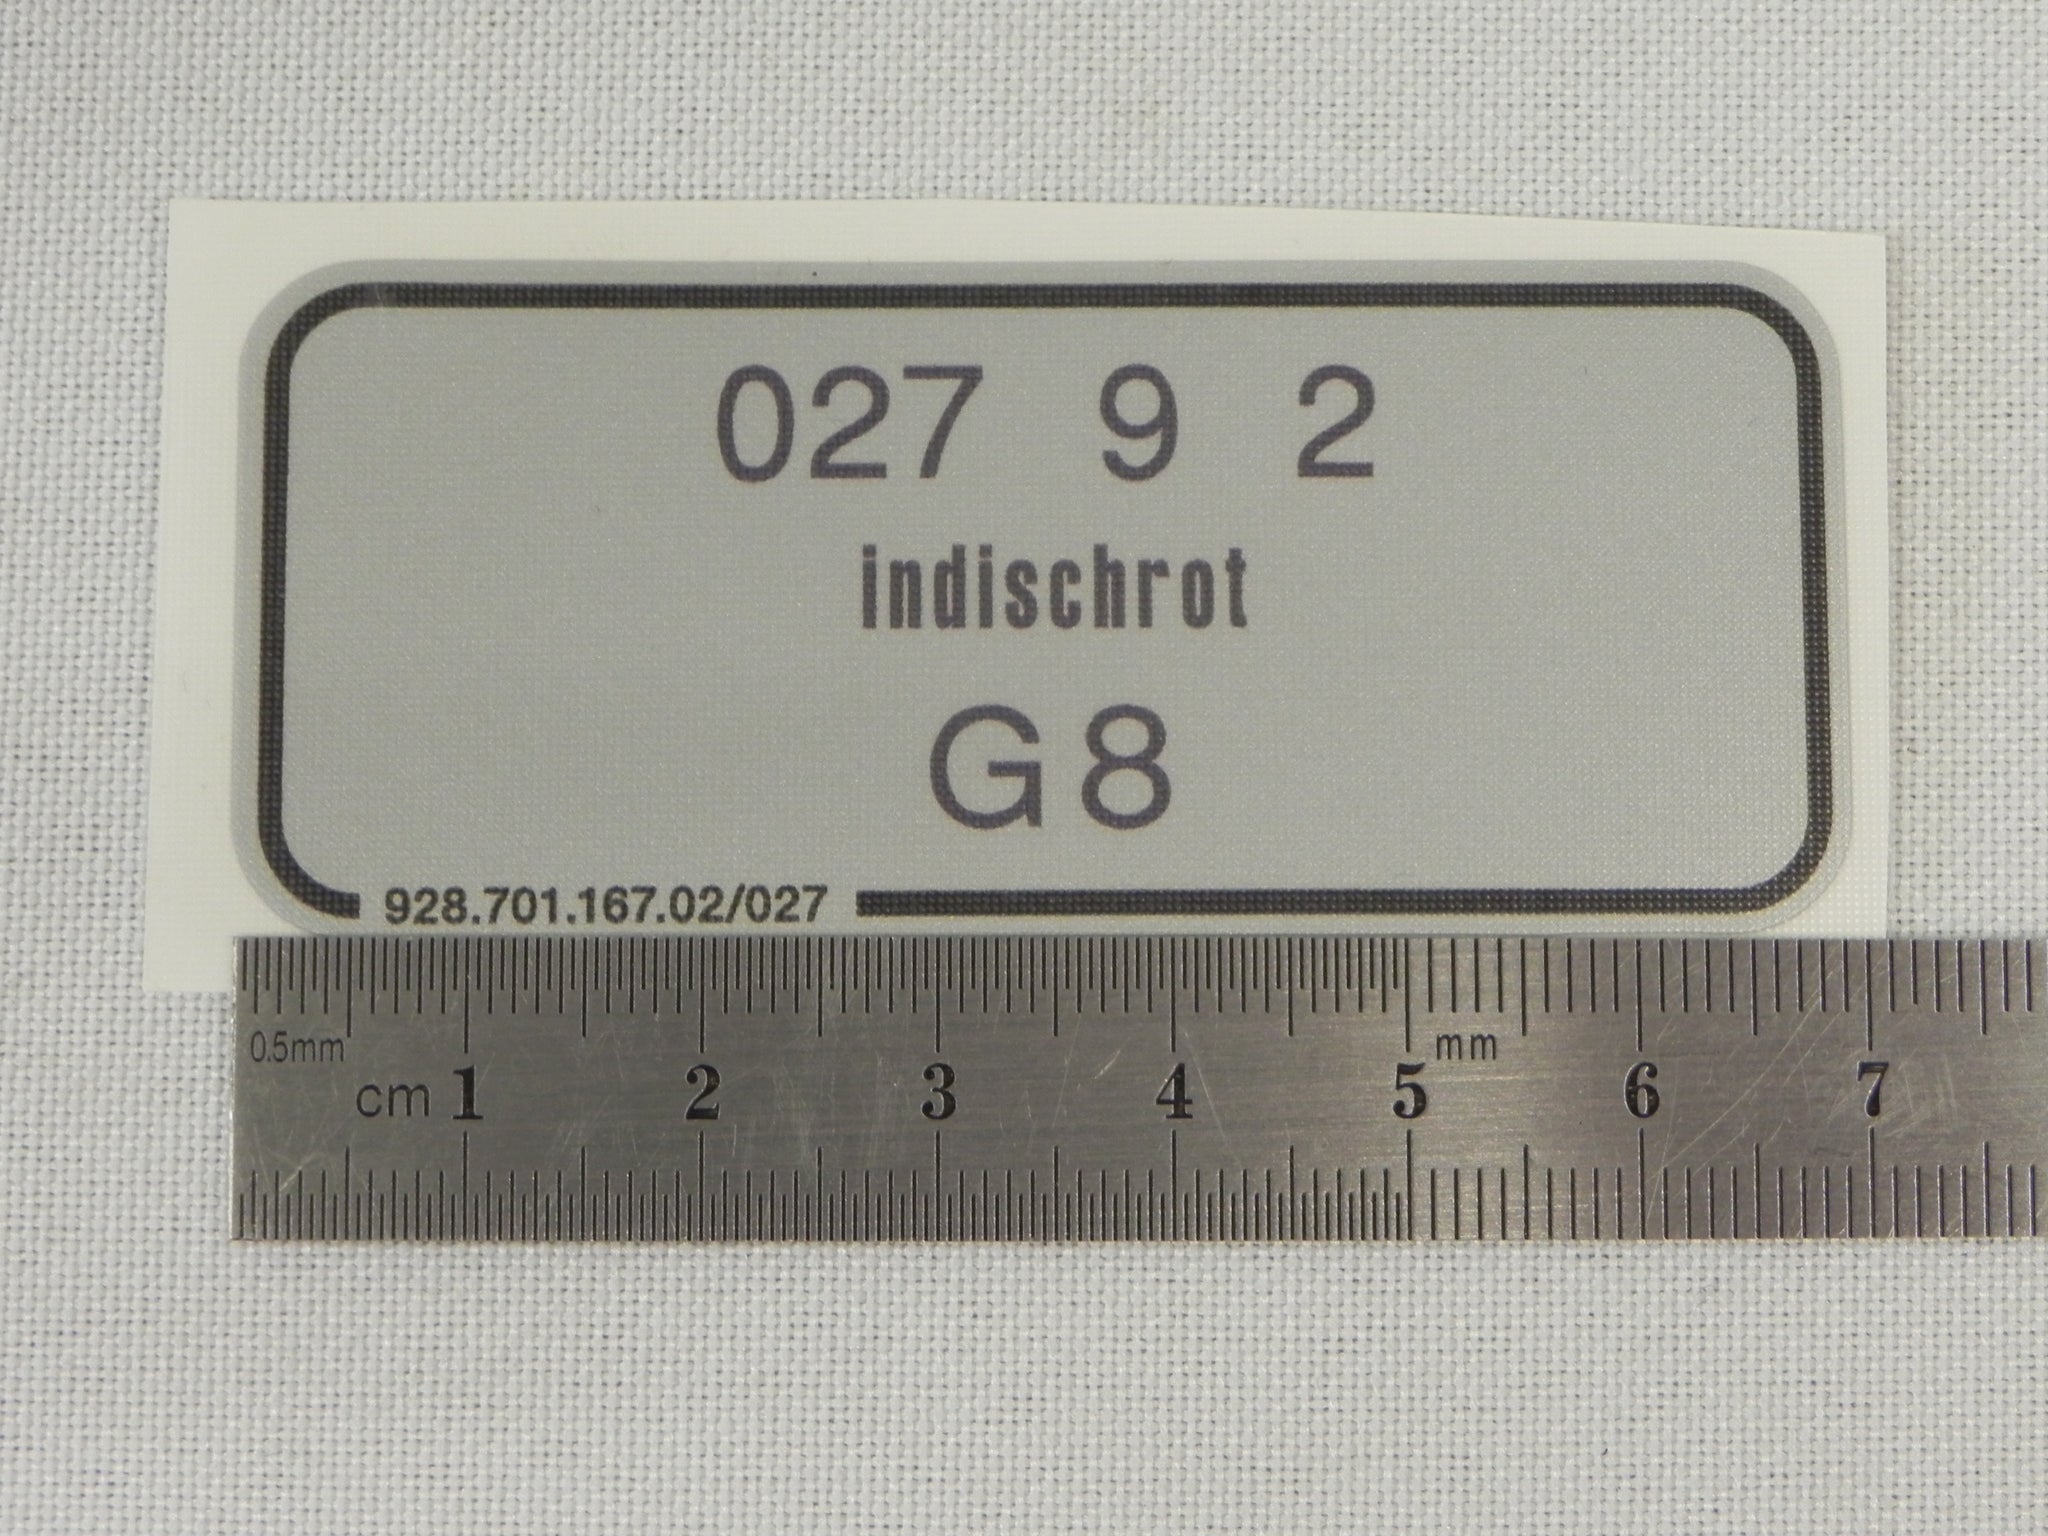 027 9 2
indischrot
G8
928.701.167.02/027
0.5mm
mm
cm 1 2 3 4 5 6 7